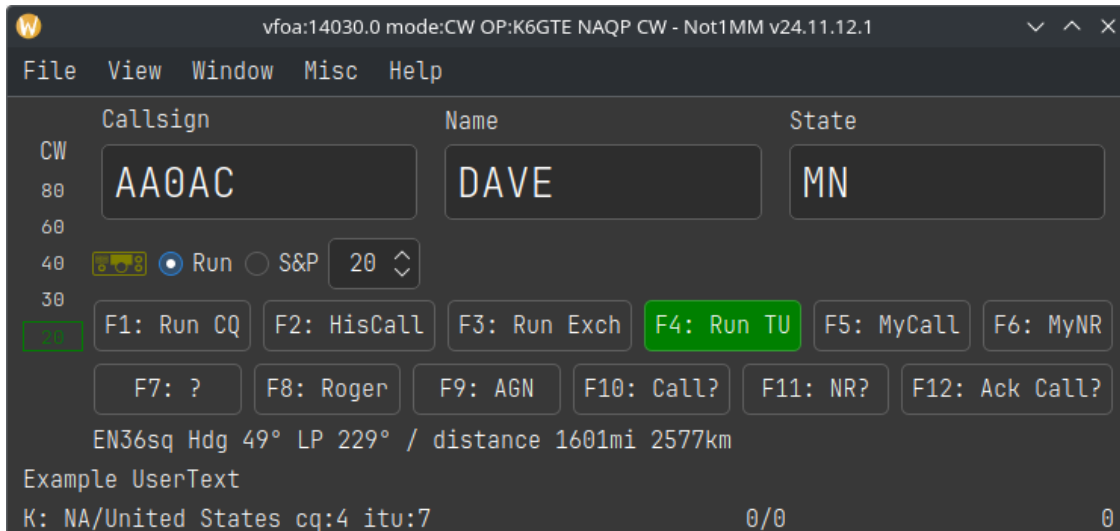 vfoa:14030.0 mode:CW OP:K6GTE NAQP CW - Not1MM v24.11.12.1
File View Window Misc Help
Callsign Name State
CW
AA0AC DAVE MN
80
60
40 Run S&P 20
30
F1: Run CQ F2: HisCall F3: Run Exch F4: Run TU F5: MyCall F6: MyNR
20
F7: ? F8: Roger F9: AGN F10: Call? F11: NR? F12: Ack Call?
EN36sq Hdg 49° LP 229° / distance 1601mi 2577km
Example UserText
K: NA/United States cq:4 itu:7 0/0 0